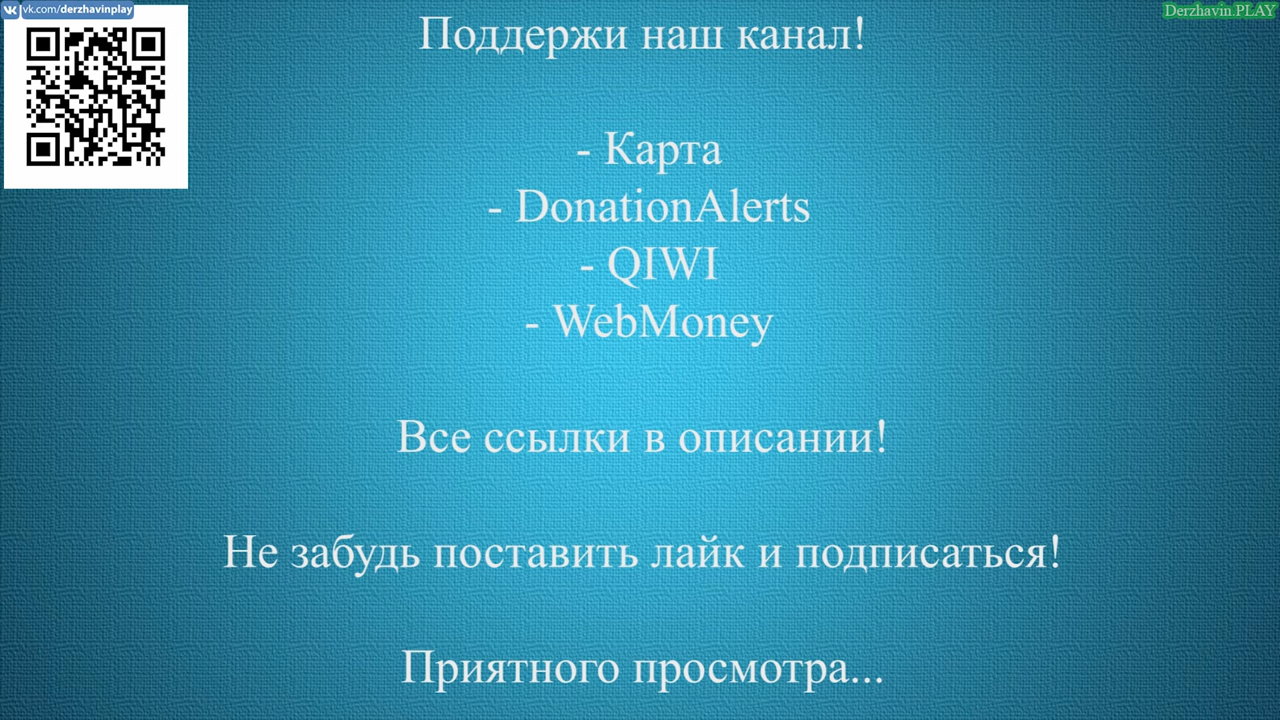 vk.com/derzhavinplay
Derzhavin.PLAY
Поддержи наш канал!
- Карта
- DonationAlerts
- QIWI
- WebMoney
Все ссылки в описании!
Не забудь поставить лайк и подписаться!
Приятного просмотра...